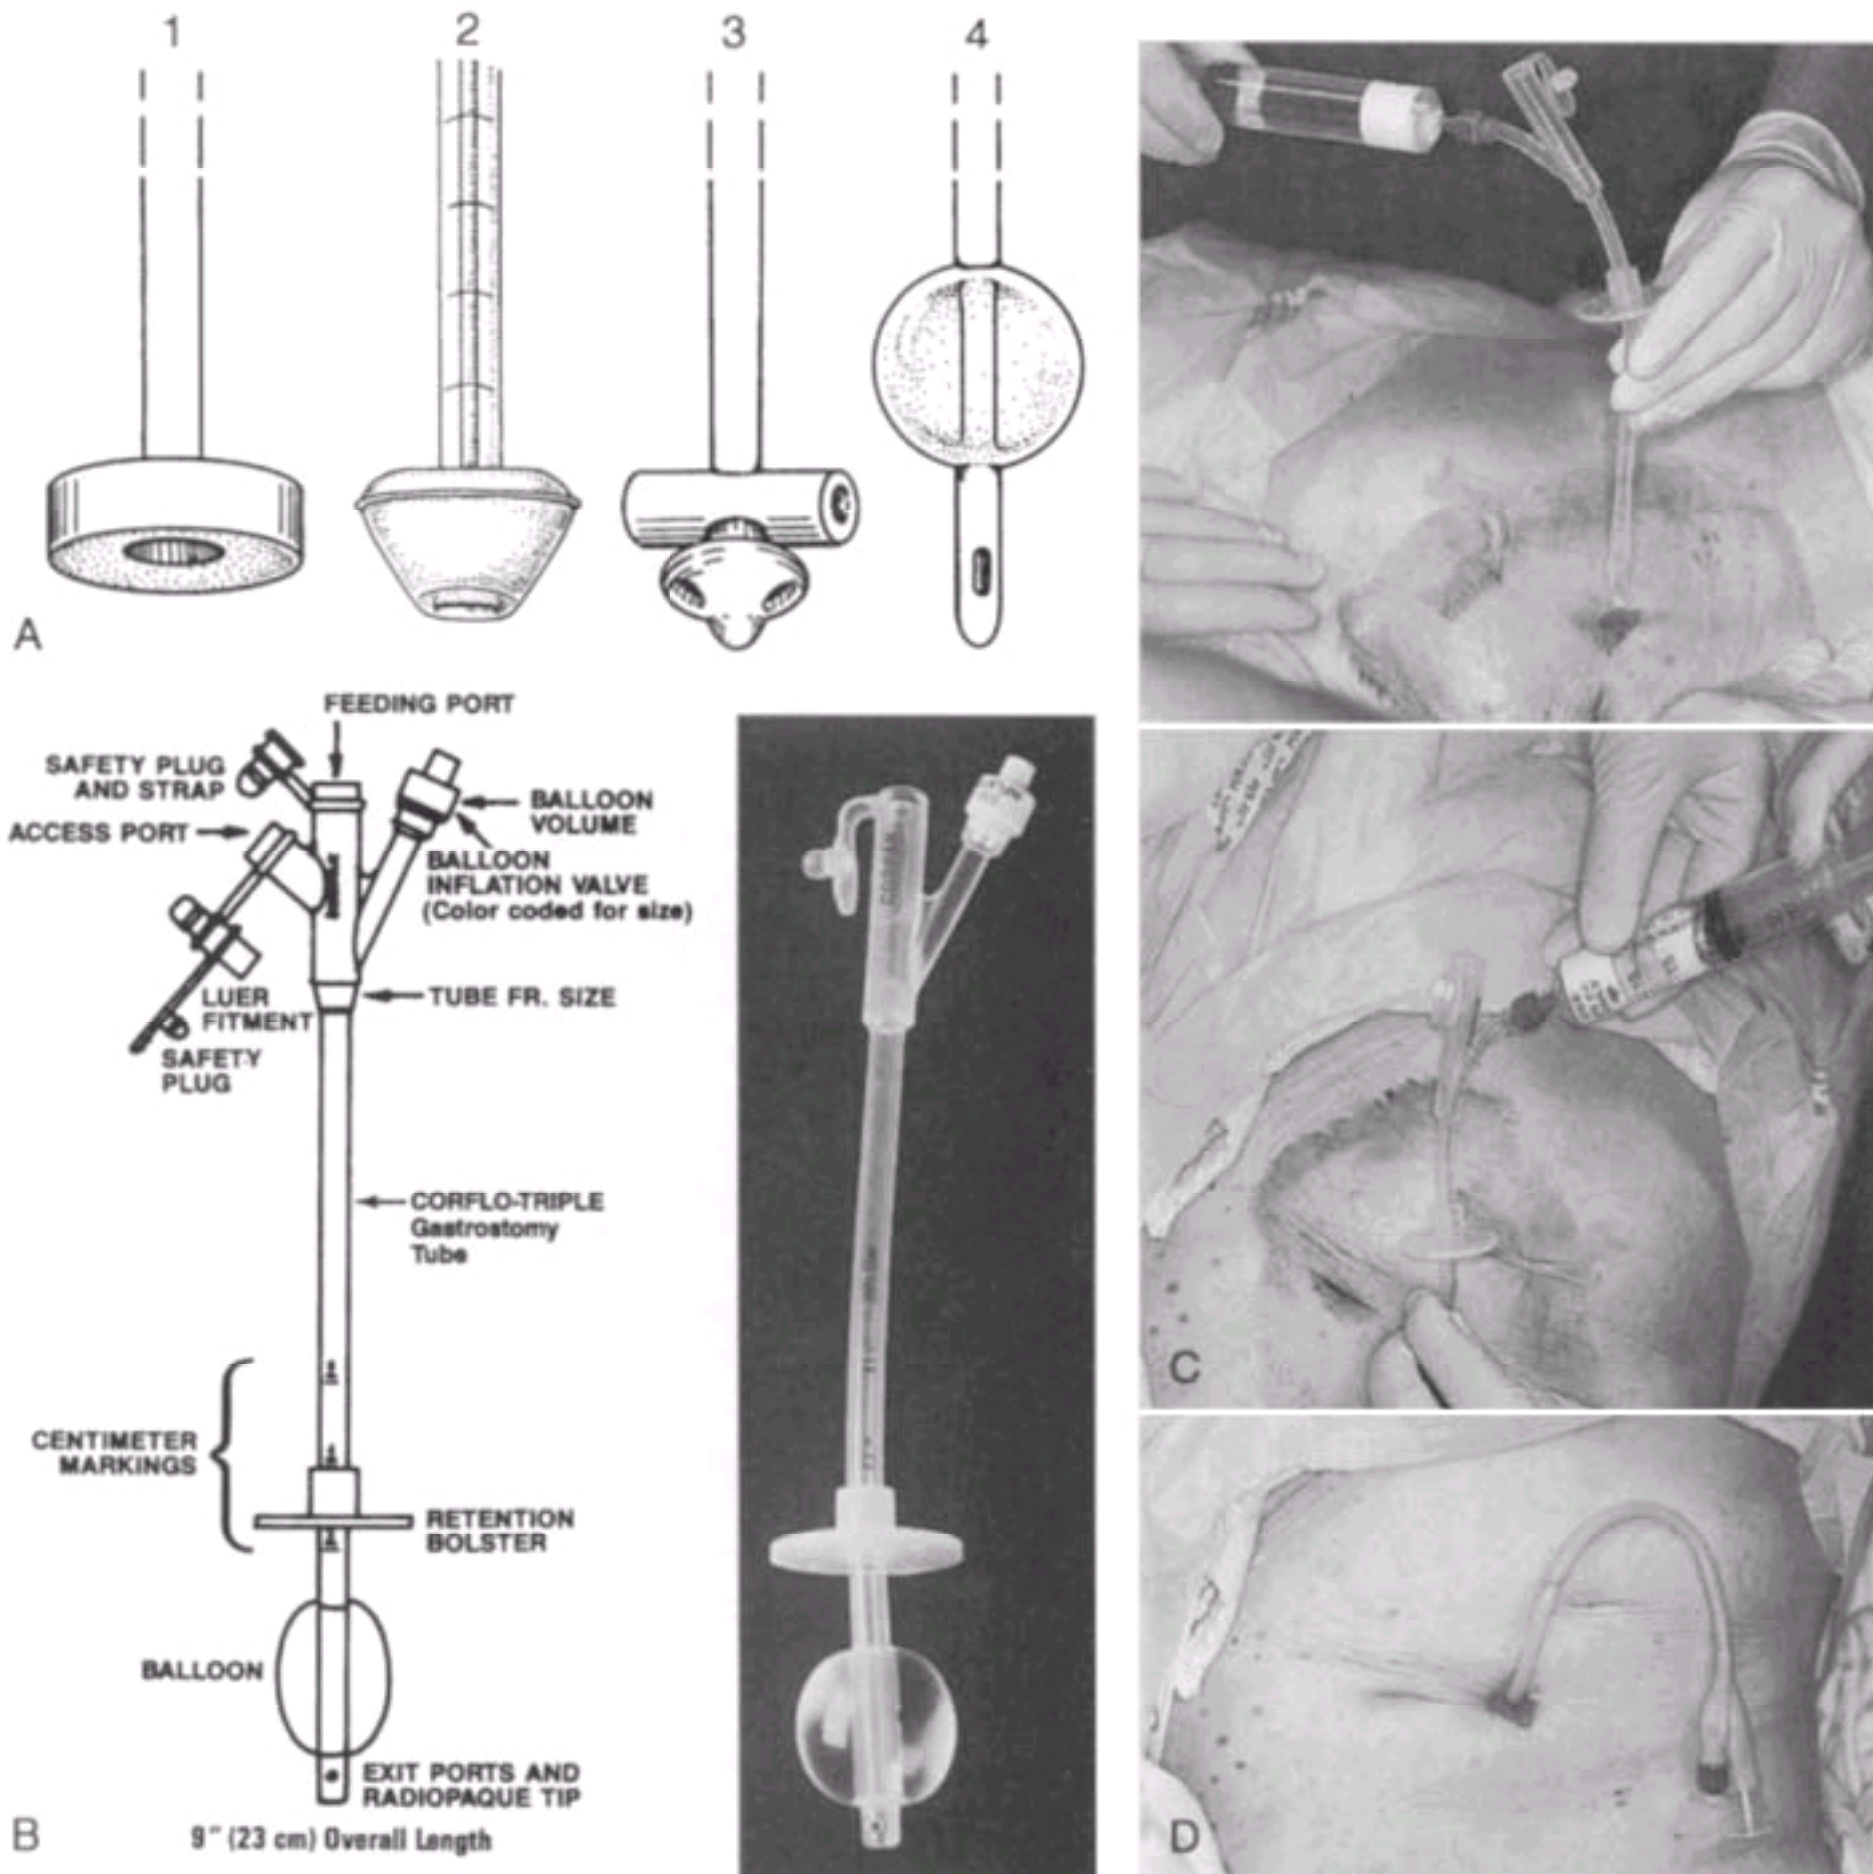 1
2
3
4
A
FEEDING PORT
SAFETY PLUG
AND STRAP
ACCESS PORT
BALLOON
VOLUME
BALLOON
INFLATION VALVE
(Color coded for size)
LUER
FITMENT
SAFETY
PLUG
TUBE FR. SIZE
CORFLO-TRIPLE
Gastrostomy
Tube
CENTIMETER
MARKINGS
RETENTION
BOLSTER
BALLOON
EXIT PORTS AND
RADIOPAQUE TIP
B
9" (23 cm) Overall Length
C
D